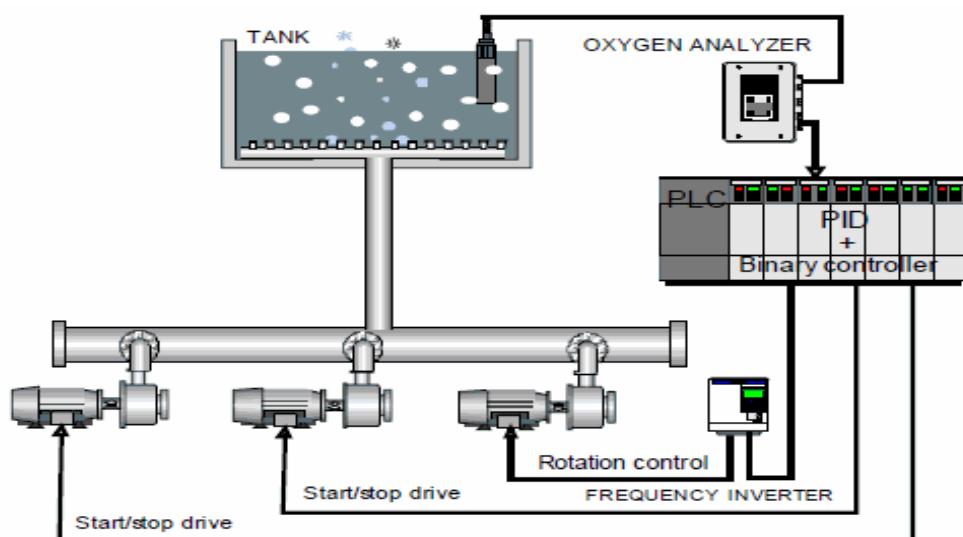 TANK
OXYGEN ANALYZER
PLC
PID
+
Binary controller
Rotation control
FREQUENCY INVERTER
Start/stop drive
Start/stop drive